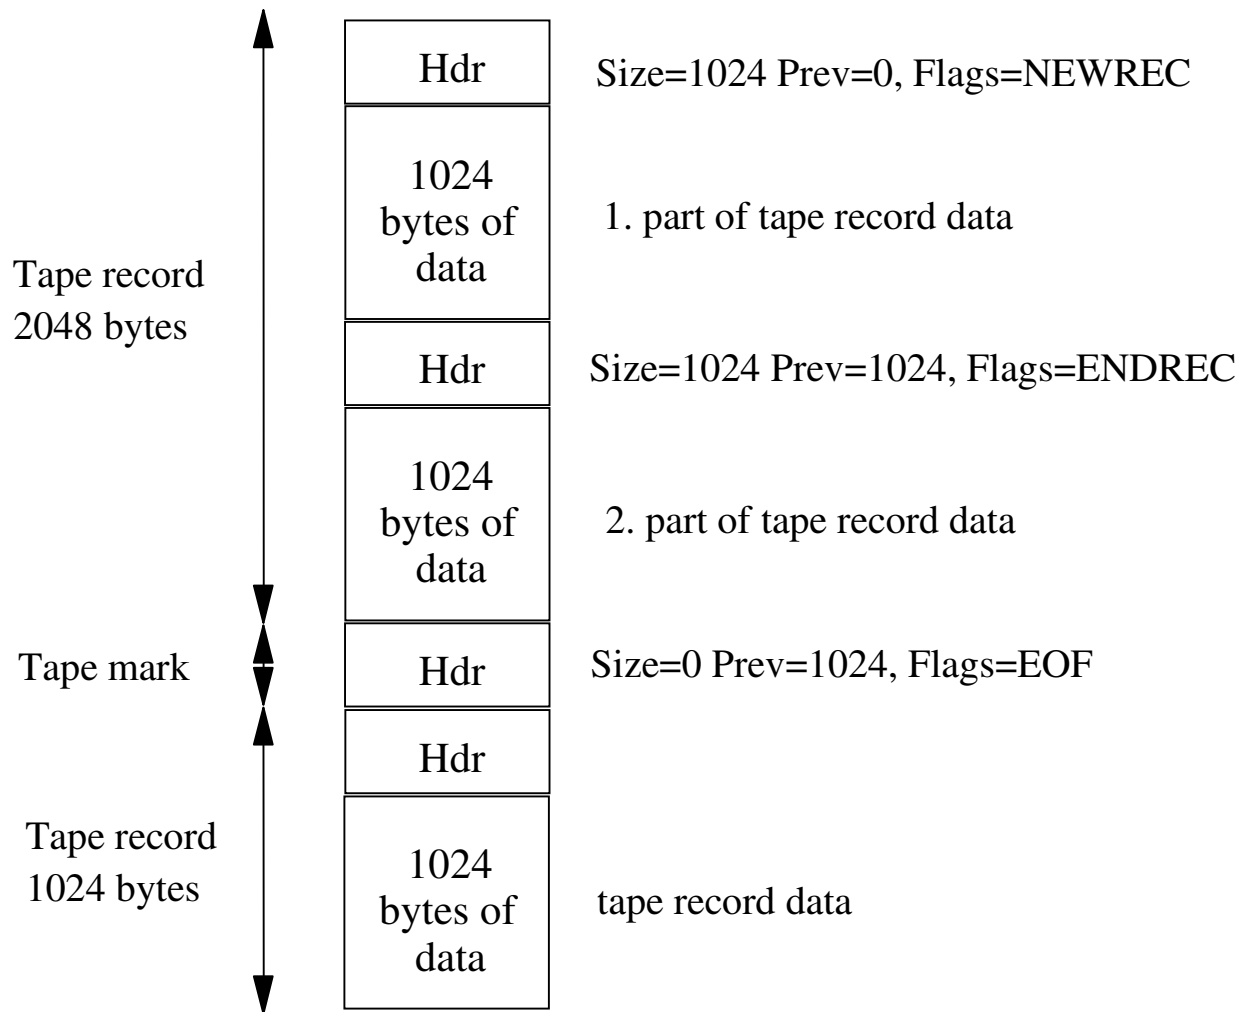 Hdr
Size=1024 Prev=0, Flags=NEWREC
1024
bytes of
data
1. part of tape record data
Tape record
2048 bytes
Hdr
Size=1024 Prev=1024, Flags=ENDREC
1024
bytes of
data
2. part of tape record data
Tape mark
Hdr
Size=0 Prev=1024, Flags=EOF
Hdr
Tape record
1024 bytes
1024
bytes of
data
tape record data